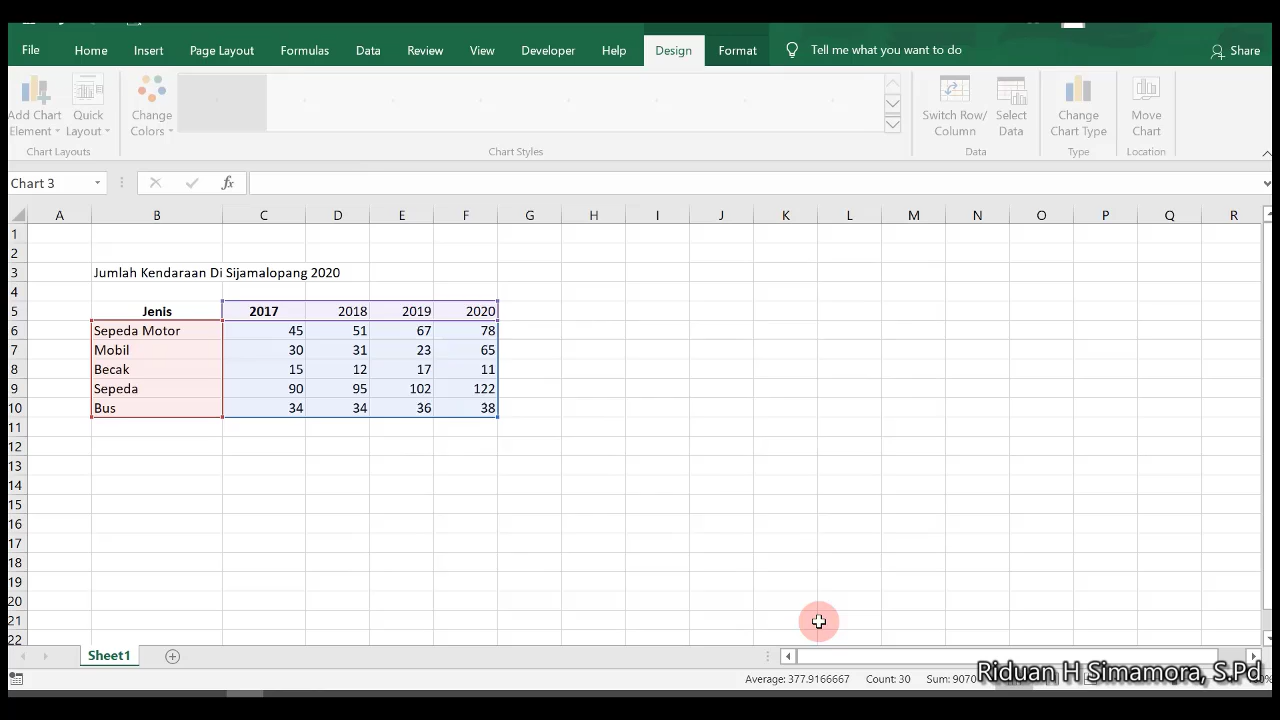 File Home Insert Page Layout Formulas Data Review View Developer Help Design Format Tell me what you want to do Share
Add Chart Element Quick Layout Change Colors Switch Row/ Column Select Data Change Chart Type Move Chart
Chart Layouts Chart Styles Data Type Location
Chart 3 fx
A B C D E F G H I J K L M N O P Q R
1
2
3 Jumlah Kendaraan Di Sijamalopang 2020
4
5 Jenis 2017 2018 2019 2020
6 Sepeda Motor 45 51 67 78
7 Mobil 30 31 23 65
8 Becak 15 12 17 11
9 Sepeda 90 95 102 122
10 Bus 34 34 36 38
11
12
13
14
15
16
17
18
19
20
21
22
Sheet1
Average: 377.9166667 Count: 30 Sum: 9070
Riduan H Simamora, S.Pd